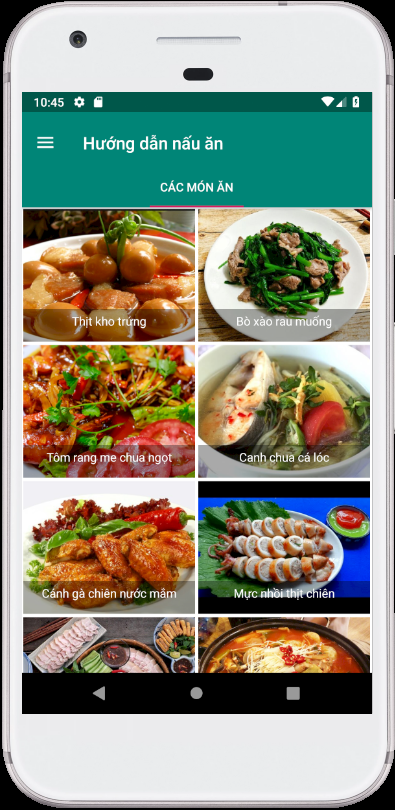 10:45
Hướng dẫn nấu ăn
CÁC MÓN ĂN
Thịt kho trứng
Bò xào rau muống
Tôm rang me chua ngọt
Canh chua cá lóc
Cánh gà chiên nước mắm
Mực nhồi thịt chiên